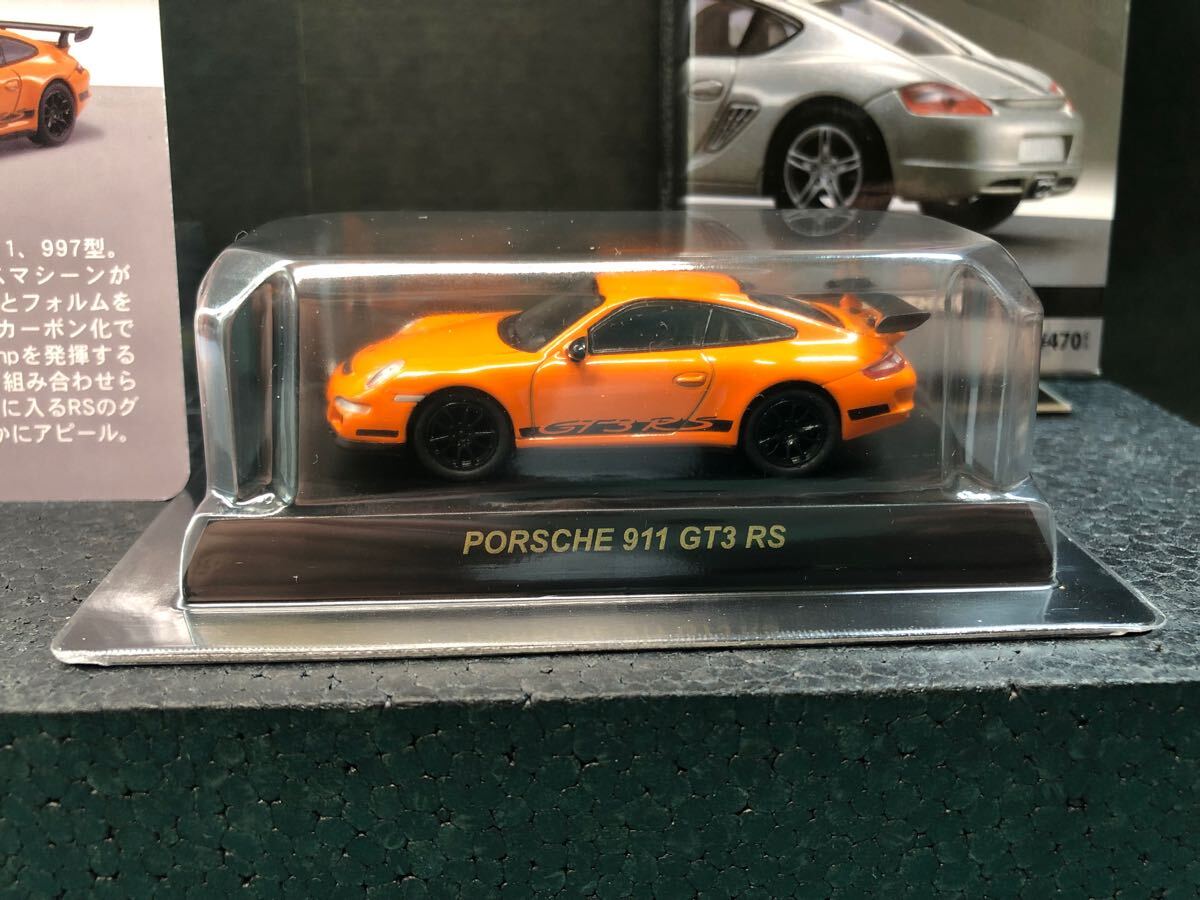 1、997型。
スマシーンが
とフォルムを
カーボン化で
hpを発揮する
組み合わせら
に入るRSのグ
かにアピール。
¥470
GT3 RS
PORSCHE 911 GT3 RS